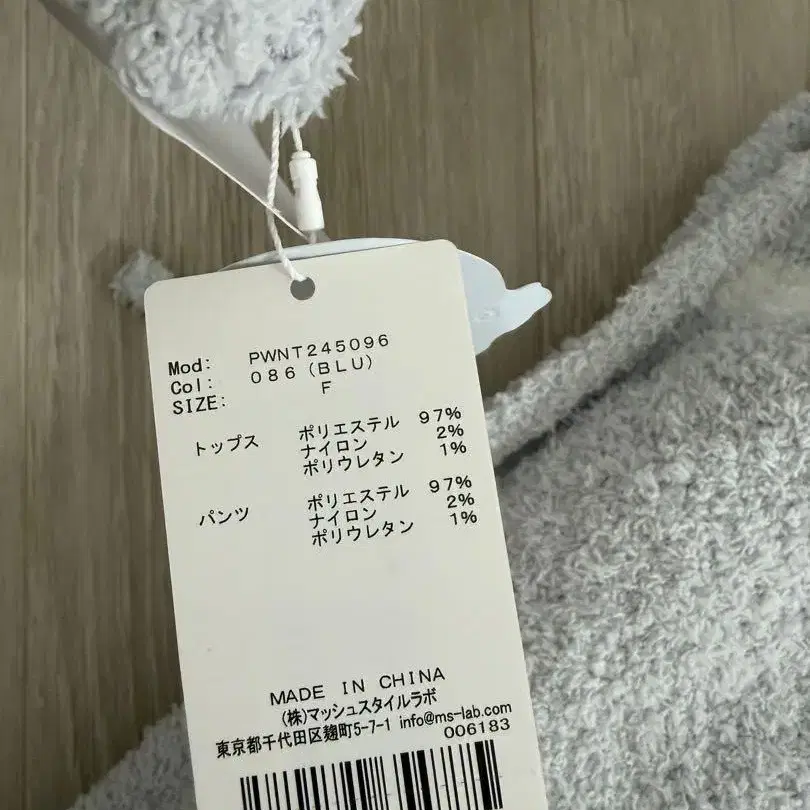 Mod: PWNT245096
Col: 086(BLU)
SIZE: F
トップス ポリエステル 97%
ナイロン 2%
ポリウレタン 1%
パンツ ポリエステル 97%
ナイロン 2%
ポリウレタン 1%
MADE IN CHINA
(株)マッシュスタイルラボ
東京都千代田区麹町5-7-1 info@ms-lab.com
006183